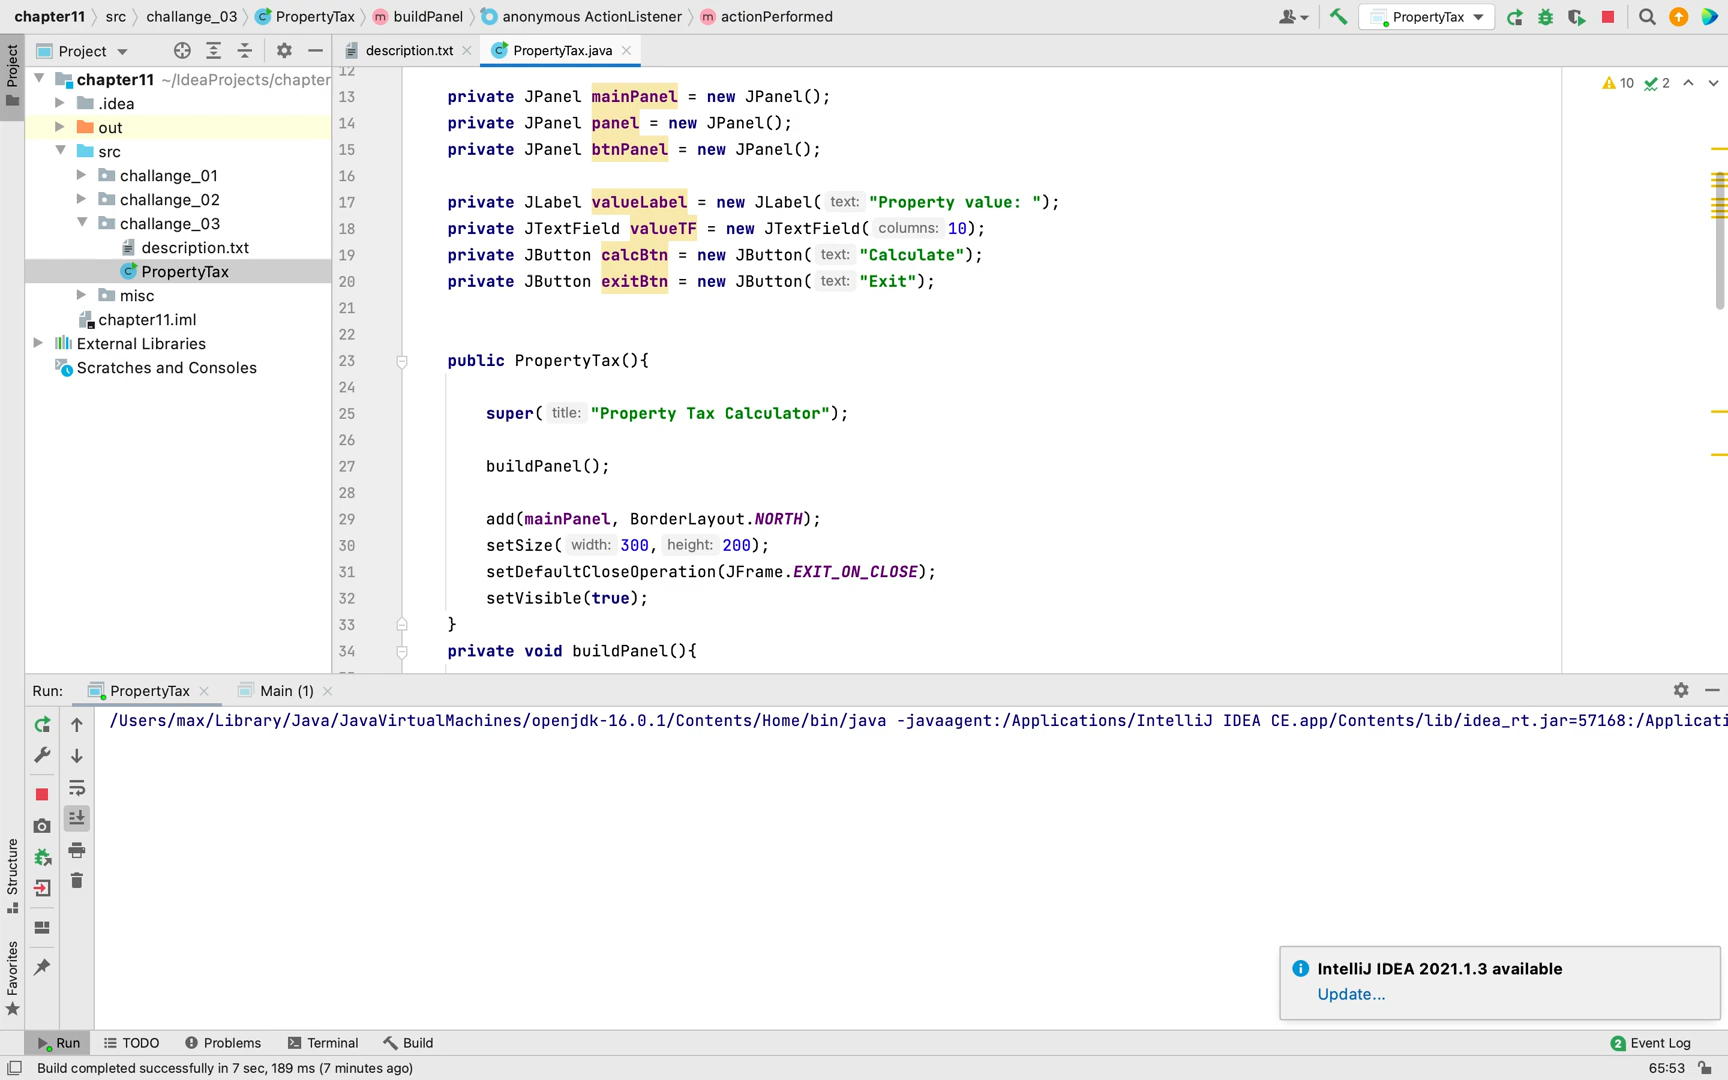 chapter11 src challange_03 PropertyTax buildPanel anonymous ActionListener actionPerformed PropertyTax
Project description.txt PropertyTax.java
Project
chapter11 ~/IdeaProjects/chapter
.idea
out
src
challange_01
challange_02
challange_03
description.txt
PropertyTax
misc
chapter11.iml
External Libraries
Scratches and Consoles
10 2
12
13 private JPanel mainPanel = new JPanel();
14 private JPanel panel = new JPanel();
15 private JPanel btnPanel = new JPanel();
16
17 private JLabel valueLabel = new JLabel( text: "Property value: ");
18 private JTextField valueTF = new JTextField( columns: 10);
19 private JButton calcBtn = new JButton( text: "Calculate");
20 private JButton exitBtn = new JButton( text: "Exit");
21
22
23 public PropertyTax(){
24
25 super( title: "Property Tax Calculator");
26
27 buildPanel();
28
29 add(mainPanel, BorderLayout.NORTH);
30 setSize( width: 300, height: 200);
31 setDefaultCloseOperation(JFrame.EXIT_ON_CLOSE);
32 setVisible(true);
33 }
34 private void buildPanel(){
Run: PropertyTax Main (1)
/Users/max/Library/Java/JavaVirtualMachines/openjdk-16.0.1/Contents/Home/bin/java -javaagent:/Applications/IntelliJ IDEA CE.app/Contents/lib/idea_rt.jar=57168:/Applicati
Structure
Favorites
IntelliJ IDEA 2021.1.3 available
Update...
Run TODO Problems Terminal Build 2 Event Log
Build completed successfully in 7 sec, 189 ms (7 minutes ago) 65:53